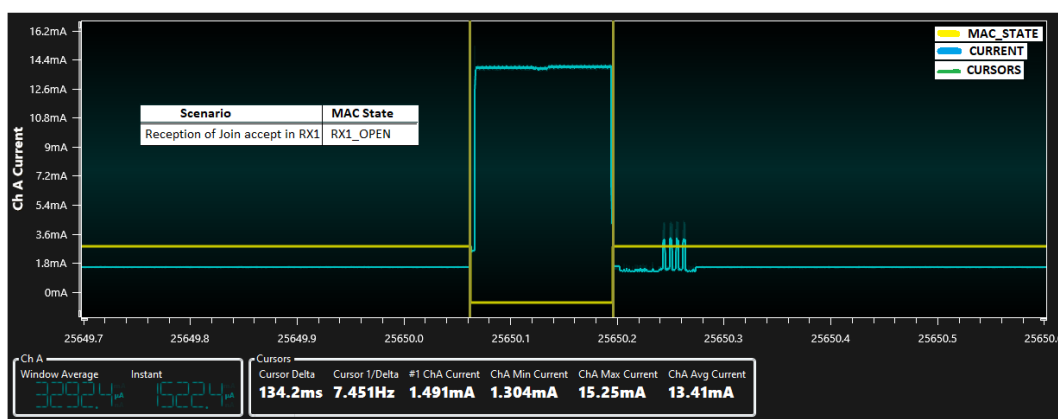 16.2mA
14.4mA
12.6mA
10.8mA
9mA
7.2mA
5.4mA
3.6mA
1.8mA
0mA
Ch A Current
MAC_STATE
CURRENT
CURSORS
Scenario MAC State
Reception of Join accept in RX1 RX1_OPEN
25649.7 25649.8 25649.9 25650.0 25650.1 25650.2 25650.3 25650.4 25650.5
Ch A
Window Average Instant
µA µA
Cursors
Cursor Delta Cursor 1/Delta #1 ChA Current ChA Min Current ChA Max Current ChA Avg Current
134.2ms 7.451Hz 1.491mA 1.304mA 15.25mA 13.41mA